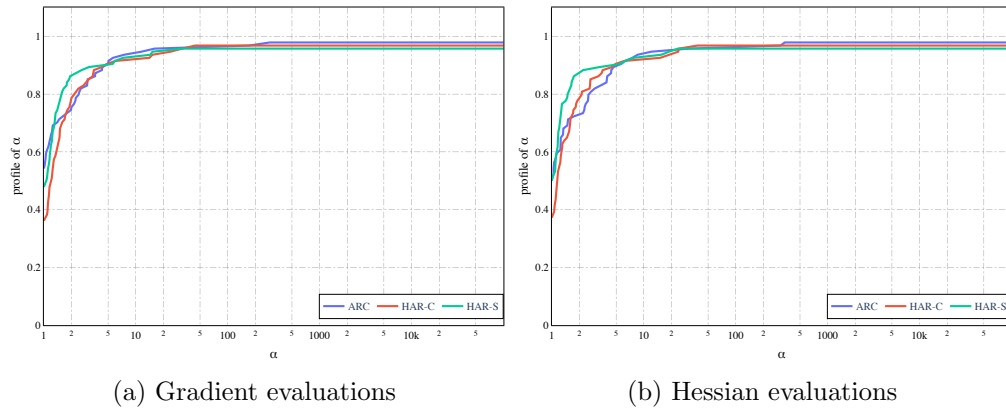 1
0.8
0.6
0.4
0.2
0
profile of α
1 2 5 10 2 5 100 2 5 1000 2 5 10k 2 5
α
ARC HAR-C HAR-S
(a) Gradient evaluations
1
0.8
0.6
0.4
0.2
0
profile of α
1 2 5 10 2 5 100 2 5 1000 2 5 10k 2 5
α
ARC HAR-C HAR-S
(b) Hessian evaluations